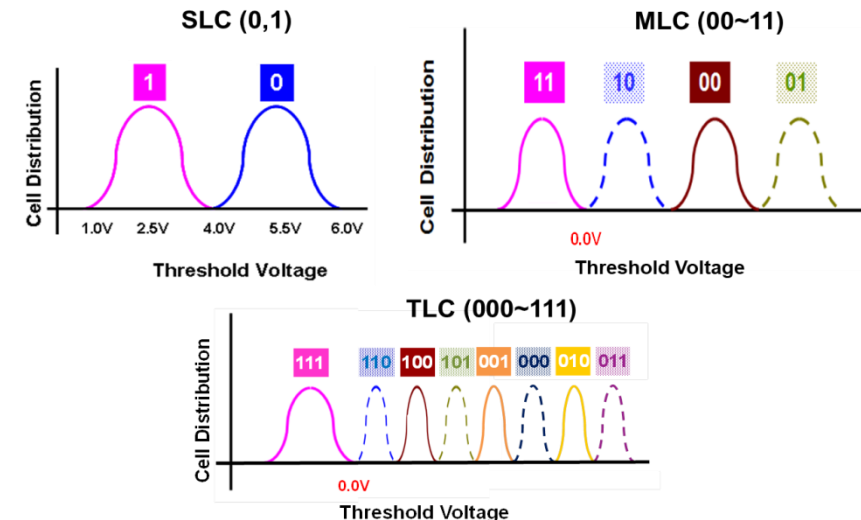 SLC (0,1)
1 0
Cell Distribution
1.0V 2.5V 4.0V 5.5V 6.0V
Threshold Voltage
MLC (00~11)
11 10 00 01
Cell Distribution
0.0V
Threshold Voltage
TLC (000~111)
111 110 100 101 001 000 010 011
Cell Distribution
0.0V
Threshold Voltage